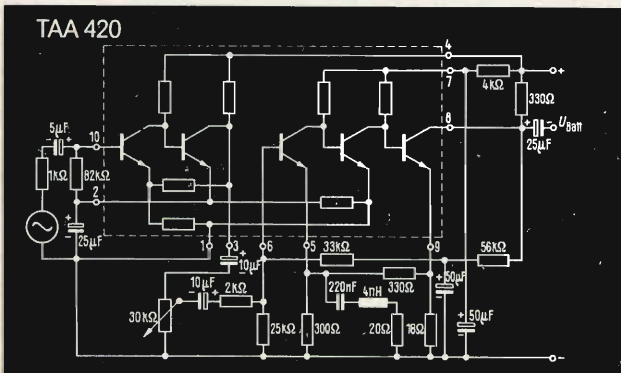 TAA 420
4
7
4kΩ
+
330Ω
8
+ -
U Batt
25µF
5µF
- +
10
1kΩ
82kΩ
2
+
-
25µF
1
3
6
5
9
+
10µF
-
33kΩ
56kΩ
10µF
- +
2kΩ
330Ω
220nF
4nH
+
50µF
-
30kΩ
25kΩ
300Ω
20Ω
18Ω
+
50µF
-
-